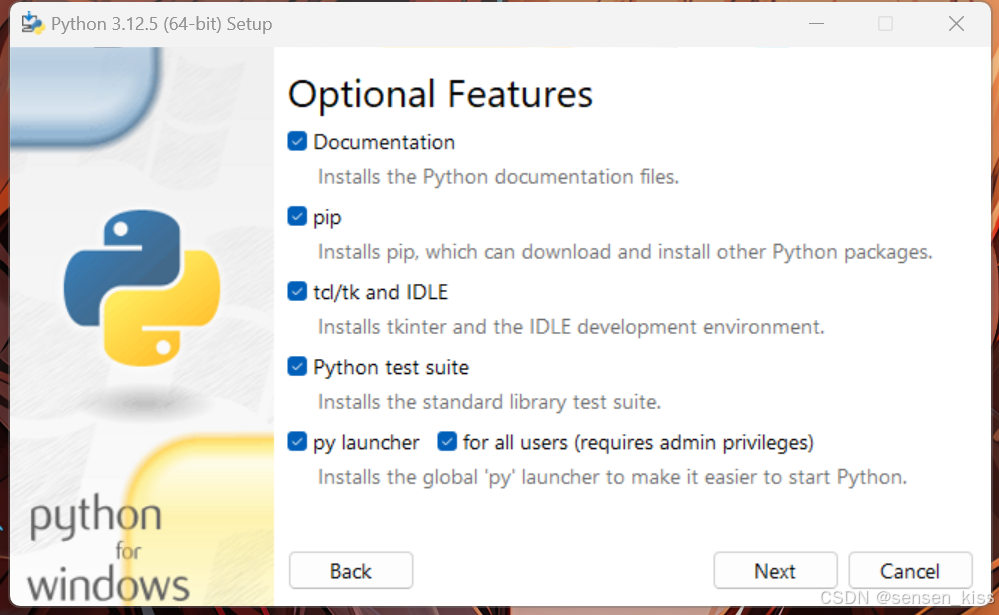 Python 3.12.5 (64-bit) Setup
Optional Features
Documentation
Installs the Python documentation files.
pip
Installs pip, which can download and install other Python packages.
tcl/tk and IDLE
Installs tkinter and the IDLE development environment.
Python test suite
Installs the standard library test suite.
py launcher for all users (requires admin privileges)
Installs the global 'py' launcher to make it easier to start Python.
python
for
windows
Back Next Cancel
CSDN @sensen_kiss